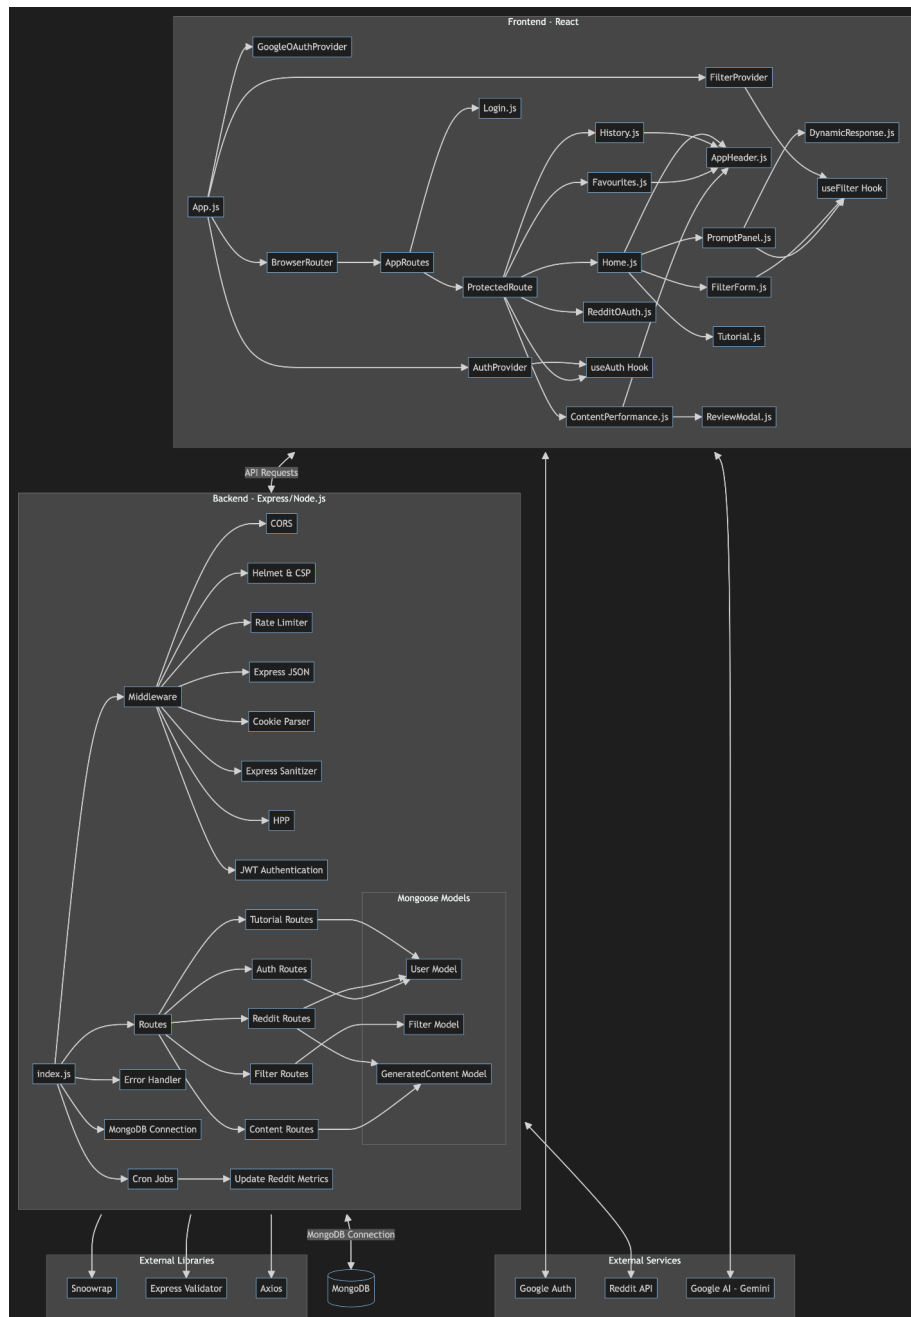 Frontend - React
GoogleOAuthProvider
FilterProvider
Login.js
History.js
DynamicResponse.js
AppHeader.js
Favourites.js
useFilter Hook
App.js
PromptPanel.js
BrowserRouter
AppRoutes
Home.js
ProtectedRoute
FilterForm.js
RedditOAuth.js
Tutorial.js
AuthProvider
useAuth Hook
ContentPerformance.js
ReviewModal.js
API Requests
Backend - Express/Node.js
CORS
Helmet & CSP
Rate Limiter
Express JSON
Middleware
Cookie Parser
Express Sanitizer
HPP
JWT Authentication
Mongoose Models
Tutorial Routes
Auth Routes
User Model
Reddit Routes
Routes
Filter Model
index.js
Error Handler
Filter Routes
GeneratedContent Model
MongoDB Connection
Content Routes
Cron Jobs
Update Reddit Metrics
MongoDB Connection
External Libraries
Snoowrap
Express Validator
Axios
MongoDB
External Services
Google Auth
Reddit API
Google AI - Gemini